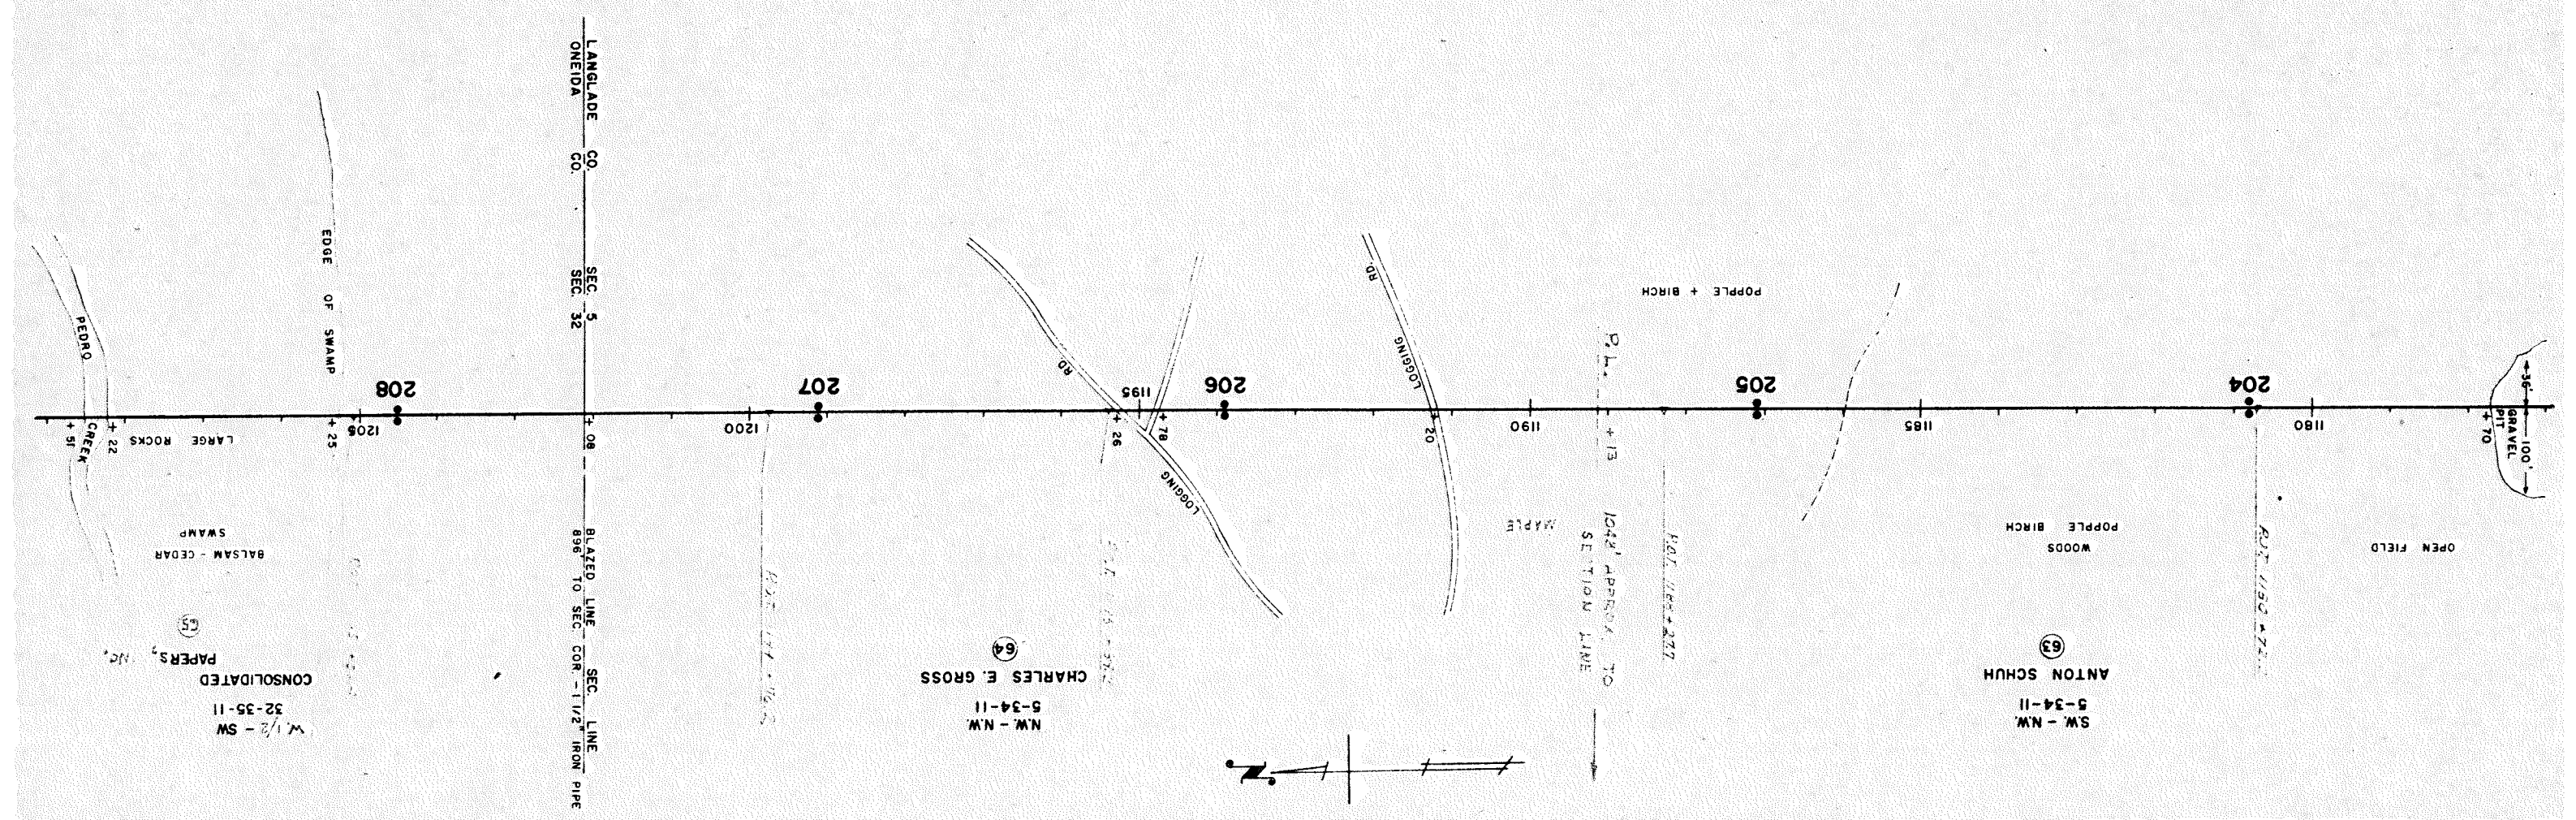 LANGLADE CO. SEC. 5
ONEIDA CO. SEC. 32
EDGE OF SWAMP
PEDRO
CREEK
208
207
206
205
204
RD.
RD
LOGGING
LOGGING
POPPLE + BIRCH
P. L.
36'
GRAVEL
PIT
100'
+ 70
1180
1185
1190
+ 13
20
1195
+ 78
+ 26
1200
+ 08
1205
+ 25
LARGE ROCKS
+ 22
+ 51
MAPLE
1048' APPROX. TO
SECTION LINE
BLAZED LINE SEC. LINE
896' TO SEC. COR. - 1 1/2" IRON PIPE
SWAMP
BALSAM - CEDAR
POPPLE BIRCH
WOODS
OPEN FIELD
65
CONSOLIDATED
PAPERS, INC.
32-35-11
W. 1/2 - SW
64
CHARLES E. GROSS
5-34-11
N.W. - N.W.
63
ANTON SCHUH
5-34-11
S.W. - N.W.
N